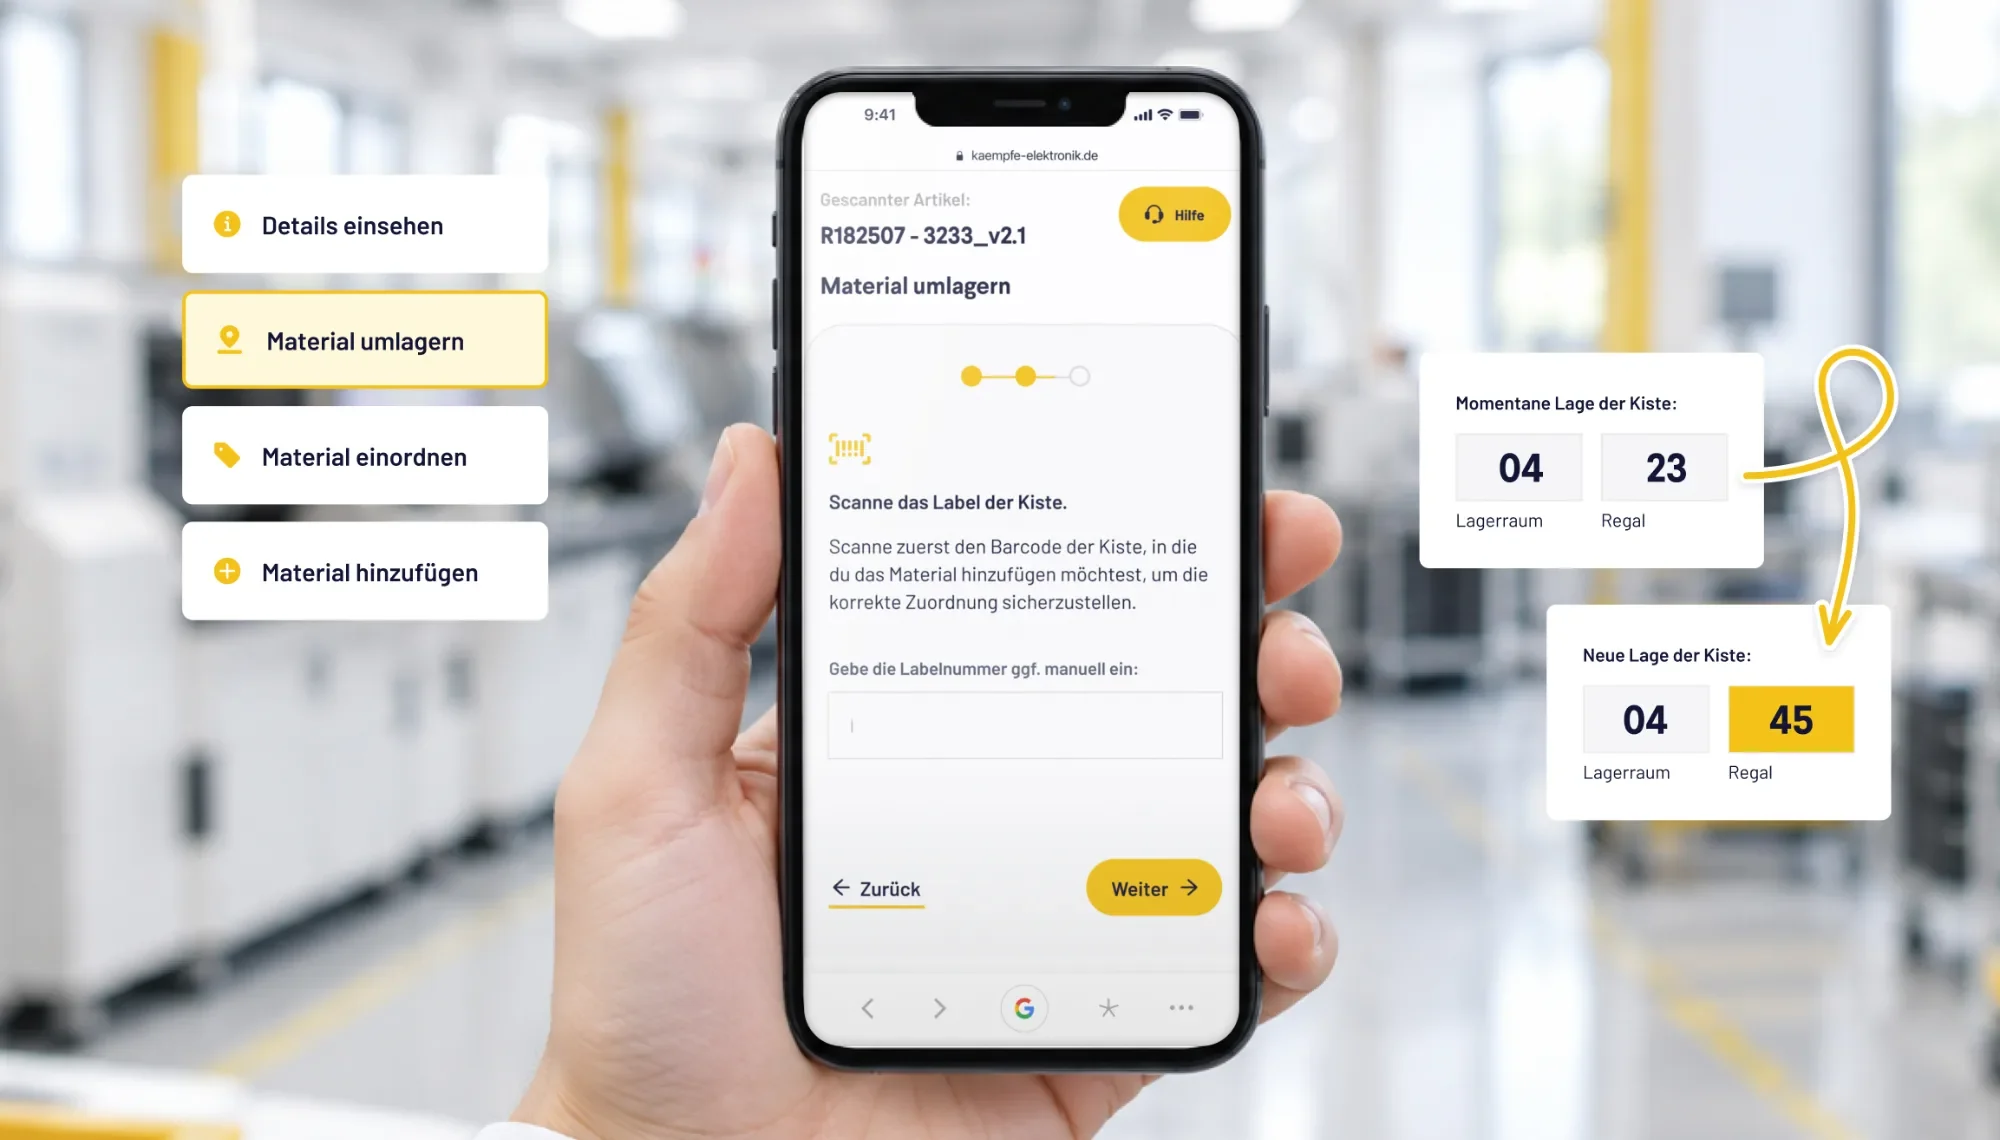 Details einsehen
Material umlagern
Material einordnen
Material hinzufügen
9:41
kaempfe-elektronik.de
Gescannter Artikel:
R182507 - 3233_v2.1
Hilfe
Material umlagern
Scanne das Label der Kiste.
Scanne zuerst den Barcode der Kiste, in die
du das Material hinzufügen möchtest, um die
korrekte Zuordnung sicherzustellen.
Gebe die Labelnummer ggf. manuell ein:
Zurück
Weiter
G
Momentane Lage der Kiste:
04 23
Lagerraum Regal
Neue Lage der Kiste:
04 45
Lagerraum Regal